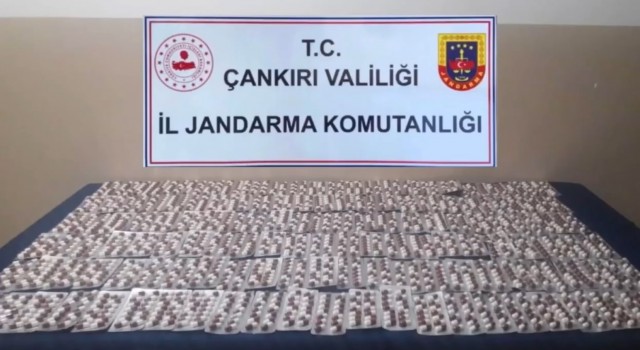 T.C.
ÇANKIRI VALİLİĞİ
İL JANDARMA KOMUTANLIĞI
JANDARMA